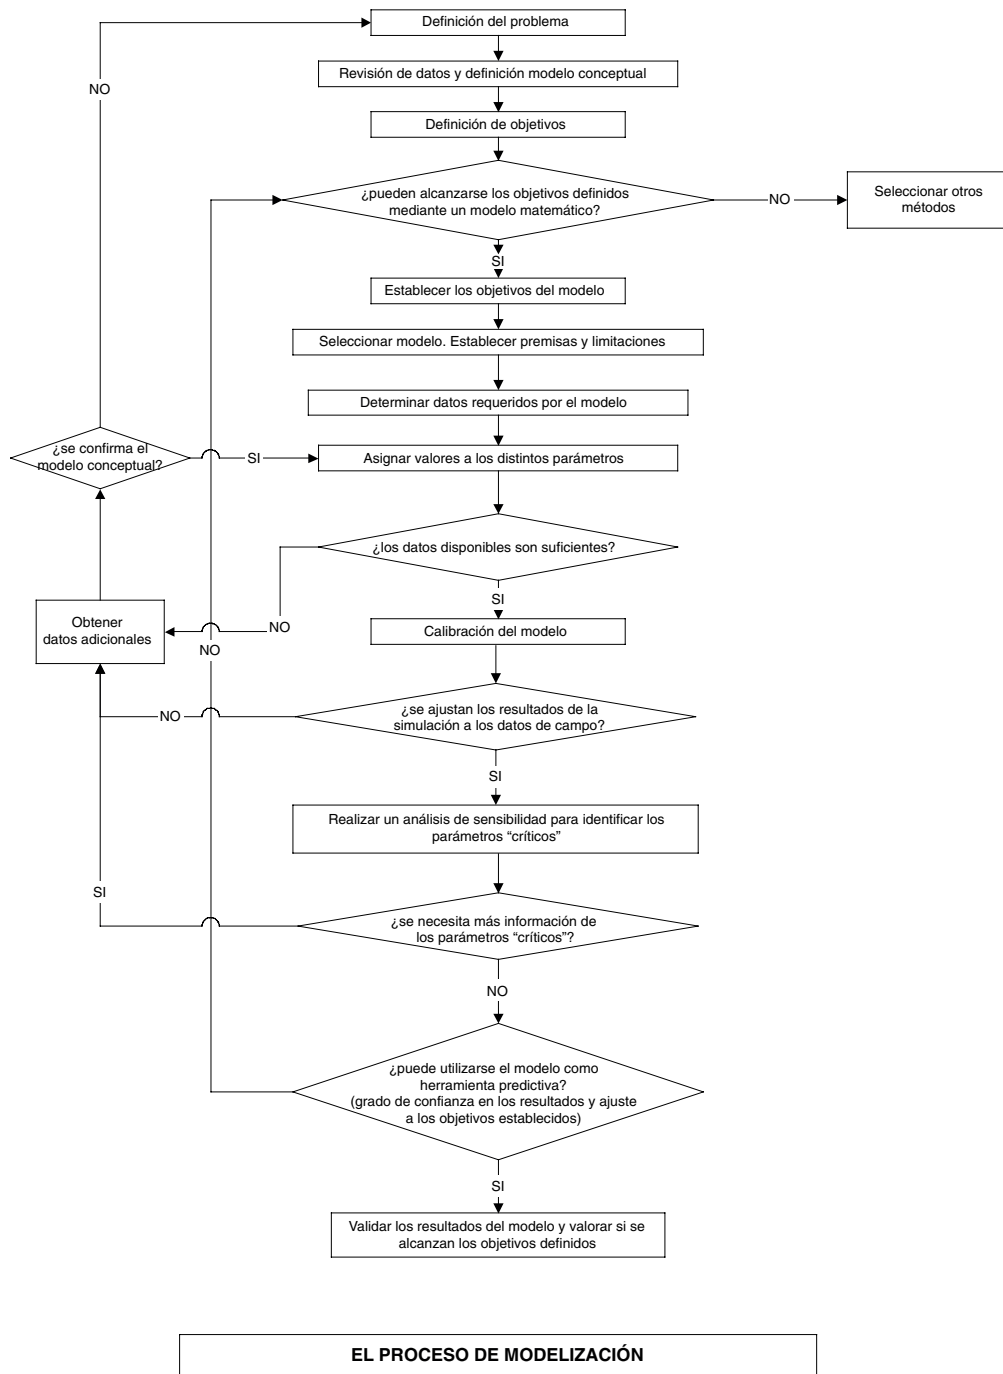 Definición del problema
Revisión de datos y definición modelo conceptual
NO
Definición de objetivos
¿pueden alcanzarse los objetivos definidos
mediante un modelo matemático?
NO
Seleccionar otros
métodos
SI
Establecer los objetivos del modelo
Seleccionar modelo. Establecer premisas y limitaciones
Determinar datos requeridos por el modelo
¿se confirma el
modelo conceptual?
SI
Asignar valores a los distintos parámetros
¿los datos disponibles son suficientes?
SI
Obtener
datos adicionales
NO
Calibración del modelo
NO
¿se ajustan los resultados de la
simulación a los datos de campo?
NO
SI
Realizar un análisis de sensibilidad para identificar los
parámetros “críticos”
SI
¿se necesita más información de
los parámetros “críticos”?
NO
¿puede utilizarse el modelo como
herramienta predictiva?
(grado de confianza en los resultados y ajuste
a los objetivos establecidos)
SI
Validar los resultados del modelo y valorar si se
alcanzan los objetivos definidos
EL PROCESO DE MODELIZACIÓN